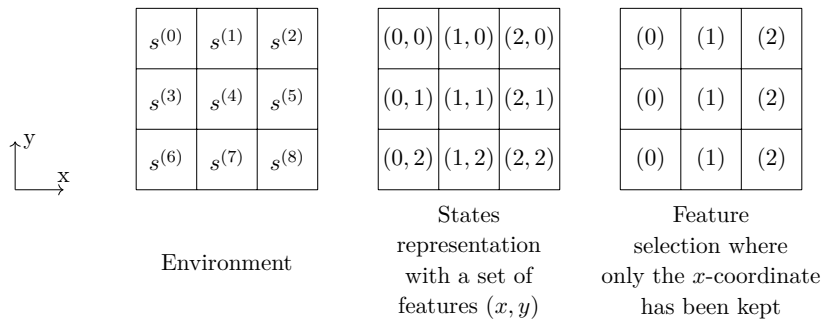 s^(0) s^(1) s^(2)
s^(3) s^(4) s^(5)
s^(6) s^(7) s^(8)
y
x
Environment
(0, 0) (1, 0) (2, 0)
(0, 1) (1, 1) (2, 1)
(0, 2) (1, 2) (2, 2)
States
representation
with a set of
features (x, y)
(0) (1) (2)
(0) (1) (2)
(0) (1) (2)
Feature
selection where
only the x-coordinate
has been kept